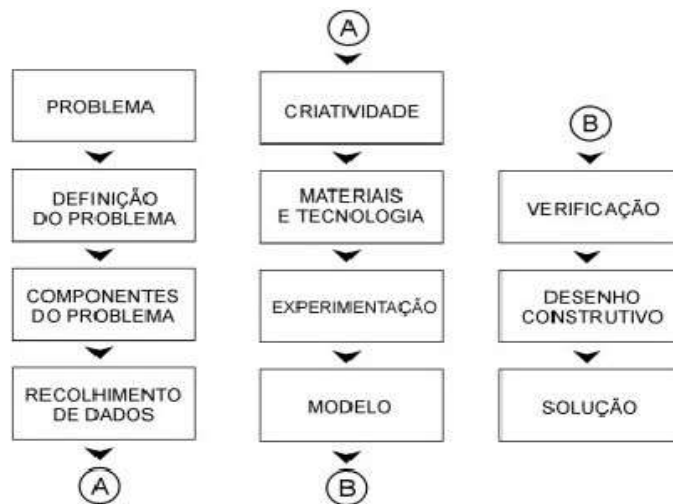 PROBLEMA
DEFINIÇÃO
DO PROBLEMA
COMPONENTES
DO PROBLEMA
RECOLHIMENTO
DE DADOS
A
A
CRIATIVIDADE
MATERIAIS
E TECNOLOGIA
EXPERIMENTAÇÃO
MODELO
B
B
VERIFICAÇÃO
DESENHO
CONSTRUTIVO
SOLUÇÃO